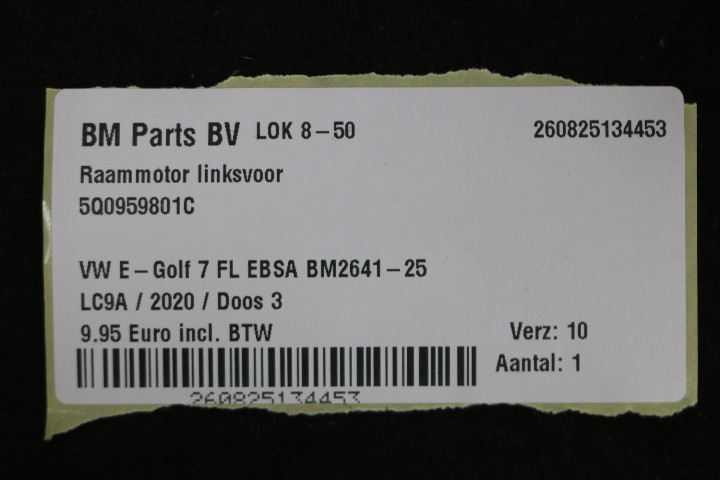 BM Parts BV LOK 8-50 260825134453
Raammotor linksvoor
5Q0959801C
VW E-Golf 7 FL EBSA BM2641-25
LC9A / 2020 / Doos 3
9.95 Euro incl. BTW Verz: 10
Aantal: 1
260825134453